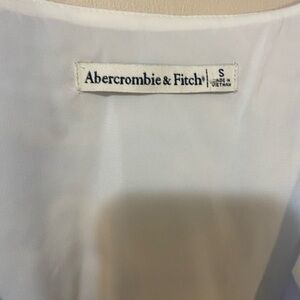 Abercrombie & Fitch
S
MADE IN
VIETNAM